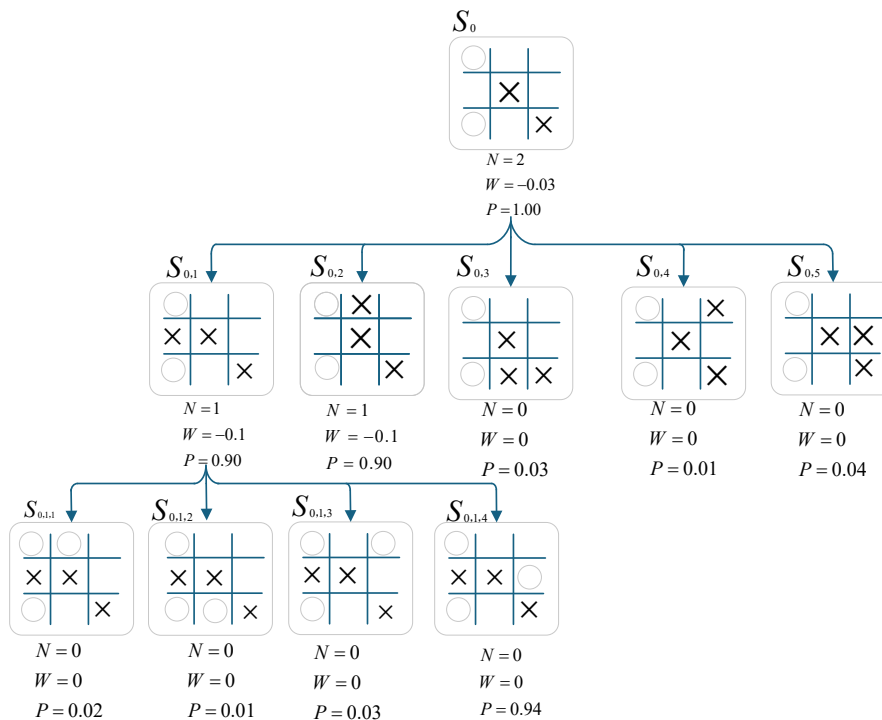 S0
N = 2
W = −0.03
P = 1.00
S0,1
S0,2
S0,3
S0,4
S0,5
N = 1
W = −0.1
P = 0.90
N = 1
W = −0.1
P = 0.90
N = 0
W = 0
P = 0.03
N = 0
W = 0
P = 0.01
N = 0
W = 0
P = 0.04
S0,1,1
S0,1,2
S0,1,3
S0,1,4
N = 0
W = 0
P = 0.02
N = 0
W = 0
P = 0.01
N = 0
W = 0
P = 0.03
N = 0
W = 0
P = 0.94